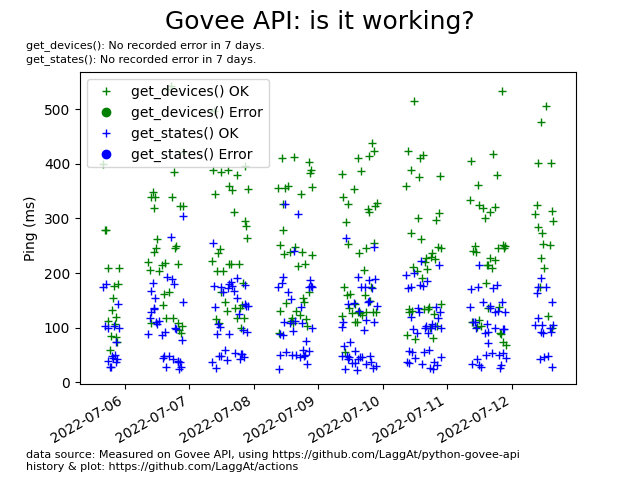 Govee API: is it working?
get_devices(): No recorded error in 7 days.
get_states(): No recorded error in 7 days.
get_devices() OK
get_devices() Error
get_states() OK
get_states() Error
Ping (ms)
500
400
300
200
100
0
2022-07-06
2022-07-07
2022-07-08
2022-07-09
2022-07-10
2022-07-11
2022-07-12
data source: Measured on Govee API, using https://github.com/LaggAt/python-govee-api
history & plot: https://github.com/LaggAt/actions